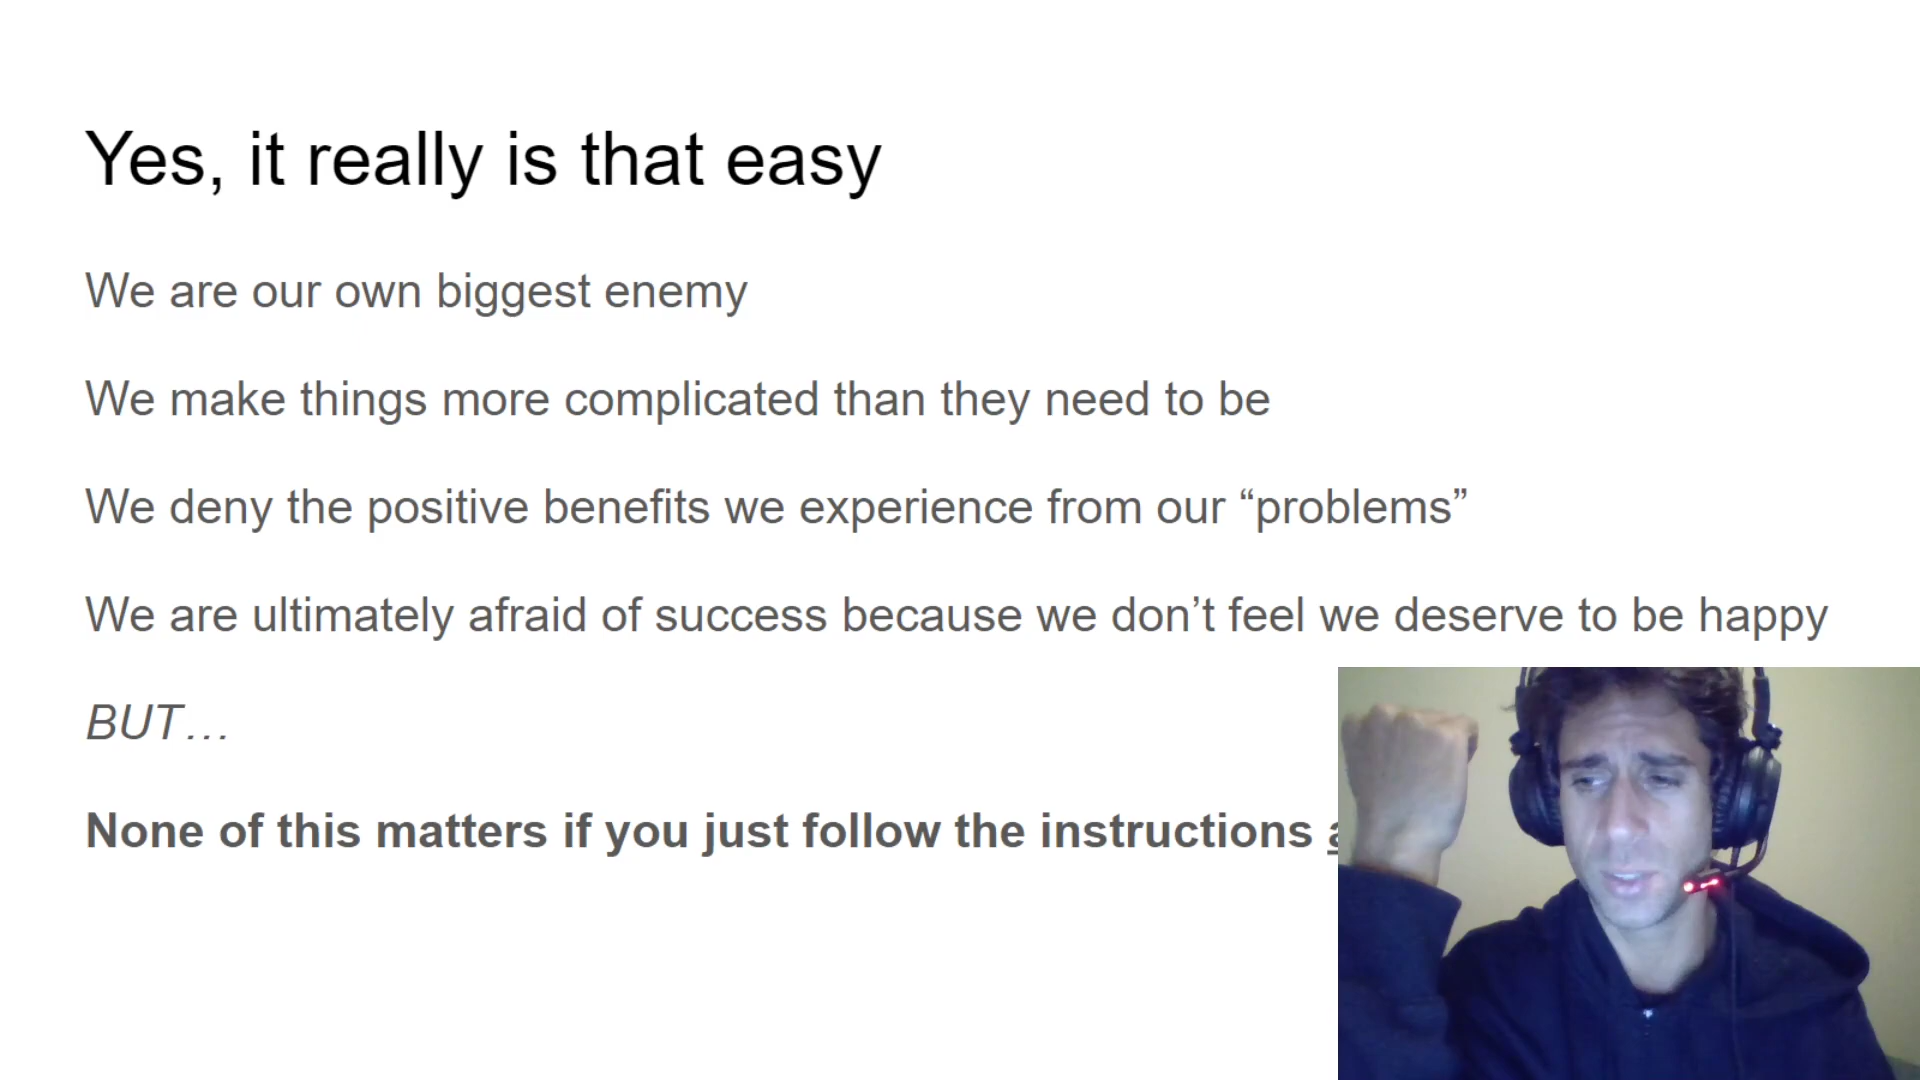 Yes, it really is that easy
We are our own biggest enemy
We make things more complicated than they need to be
We deny the positive benefits we experience from our “problems”
We are ultimately afraid of success because we don’t feel we deserve to be happy
BUT…
None of this matters if you just follow the instructions